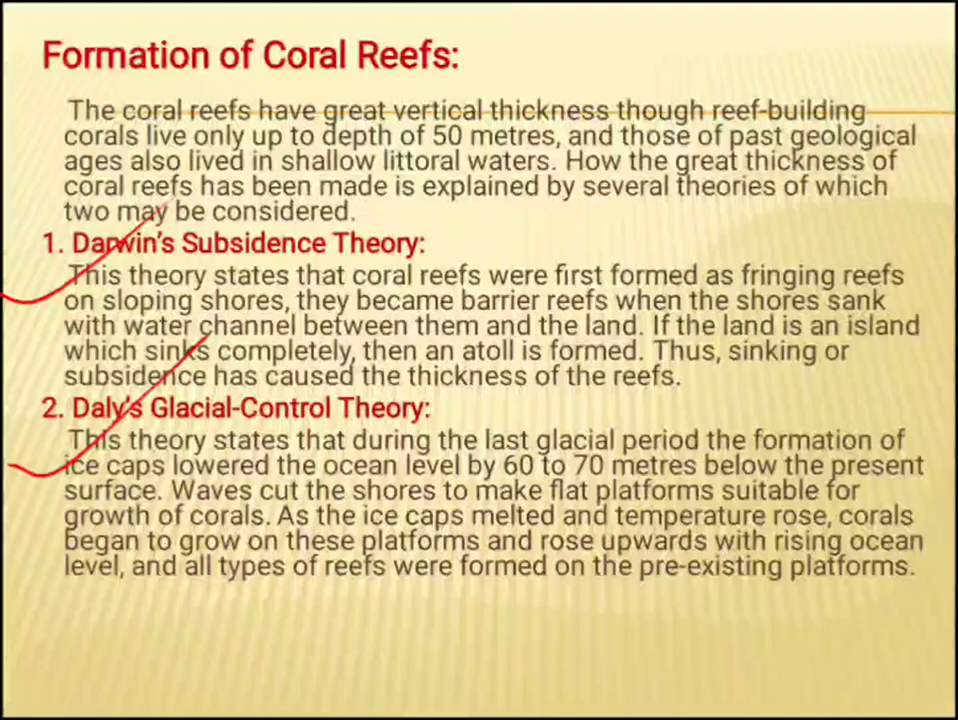 Formation of Coral Reefs:
The coral reefs have great vertical thickness though reef-building
corals live only up to depth of 50 metres, and those of past geological
ages also lived in shallow littoral waters. How the great thickness of
coral reefs has been made is explained by several theories of which
two may be considered.
1. Darwin's Subsidence Theory:
This theory states that coral reefs were first formed as fringing reefs
on sloping shores, they became barrier reefs when the shores sank
with water channel between them and the land. If the land is an island
which sinks completely, then an atoll is formed. Thus, sinking or
subsidence has caused the thickness of the reefs.
2. Daly's Glacial-Control Theory:
This theory states that during the last glacial period the formation of
ice caps lowered the ocean level by 60 to 70 metres below the present
surface. Waves cut the shores to make flat platforms suitable for
growth of corals. As the ice caps melted and temperature rose, corals
began to grow on these platforms and rose upwards with rising ocean
level, and all types of reefs were formed on the pre-existing platforms.